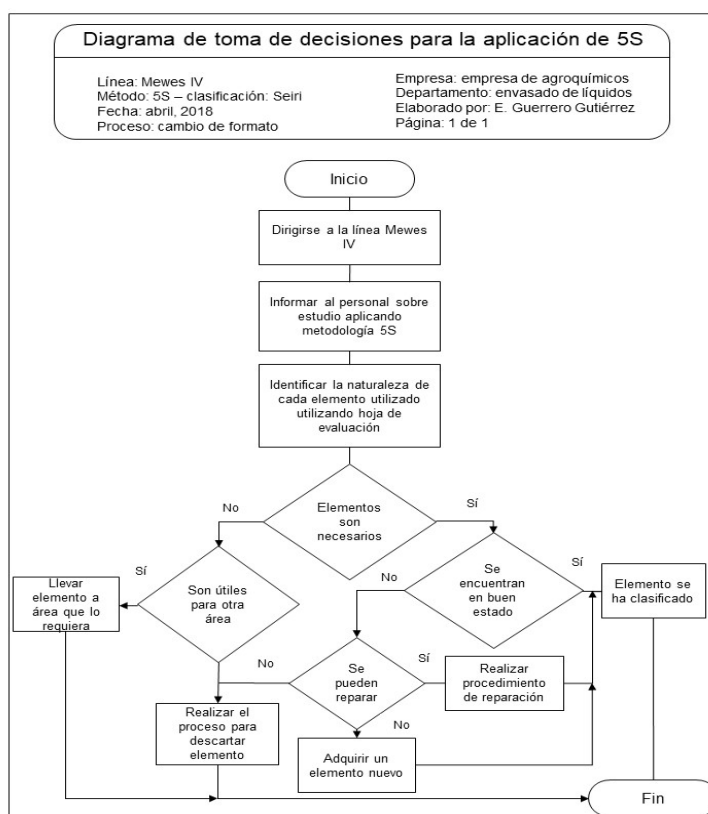 Diagrama de toma de decisiones para la aplicación de 5S
Línea: Mewes IV
Método: 5S – clasificación: Seiri
Fecha: abril, 2018
Proceso: cambio de formato
Empresa: empresa de agroquímicos
Departamento: envasado de líquidos
Elaborado por: E. Guerrero Gutiérrez
Página: 1 de 1
Inicio
Dirigirse a la línea Mewes
IV
Informar al personal sobre
estudio aplicando
metodología 5S
Identificar la naturaleza de
cada elemento utilizado
utilizando hoja de
evaluación
Elementos
son
necesarios
No
Sí
Son útiles
para otra
área
Sí
Llevar
elemento a
área que lo
requiera
Se
encuentran
en buen
estado
No
Sí
Elemento se
ha clasificado
Se
pueden
reparar
No
Sí
Realizar
procedimiento
de reparación
Realizar el
proceso para
descartar
elemento
No
Adquirir un
elemento nuevo
Fin